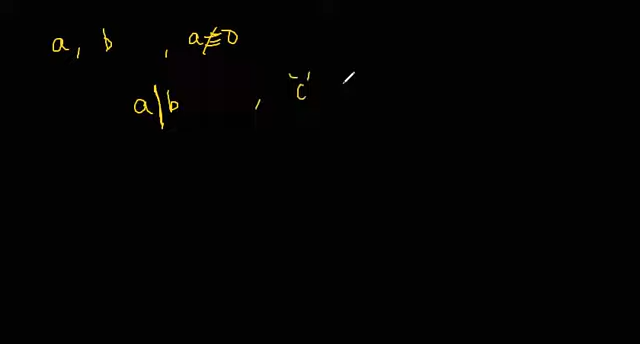 a, b , a≠0
a|b , "c"